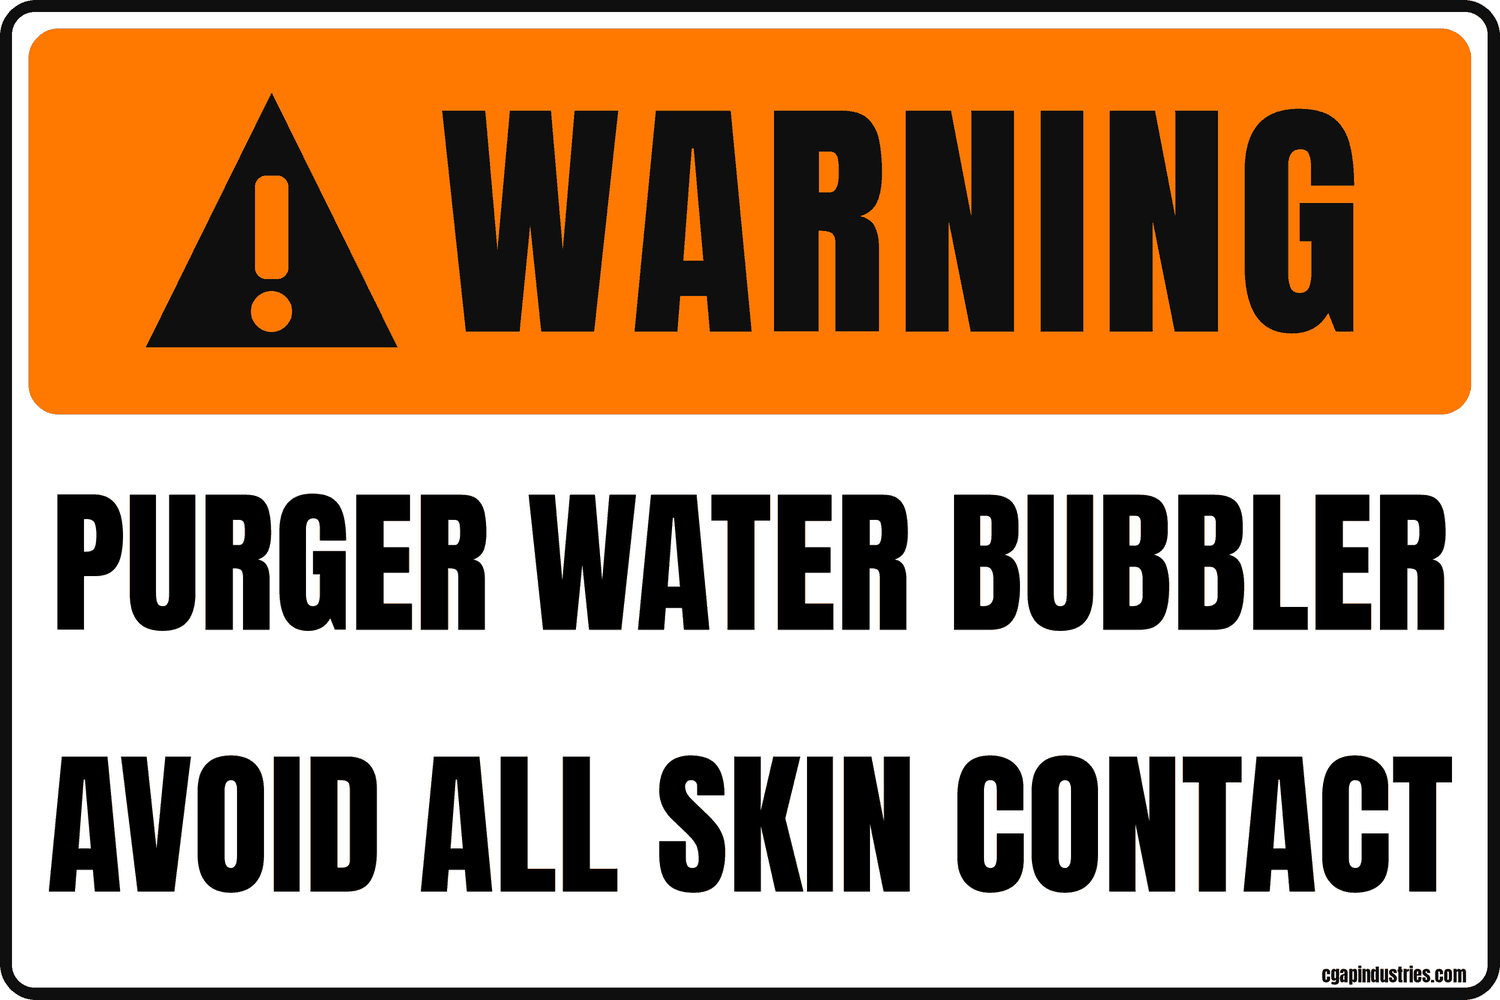 WARNING
PURGER WATER BUBBLER
AVOID ALL SKIN CONTACT
cgapindustries.com